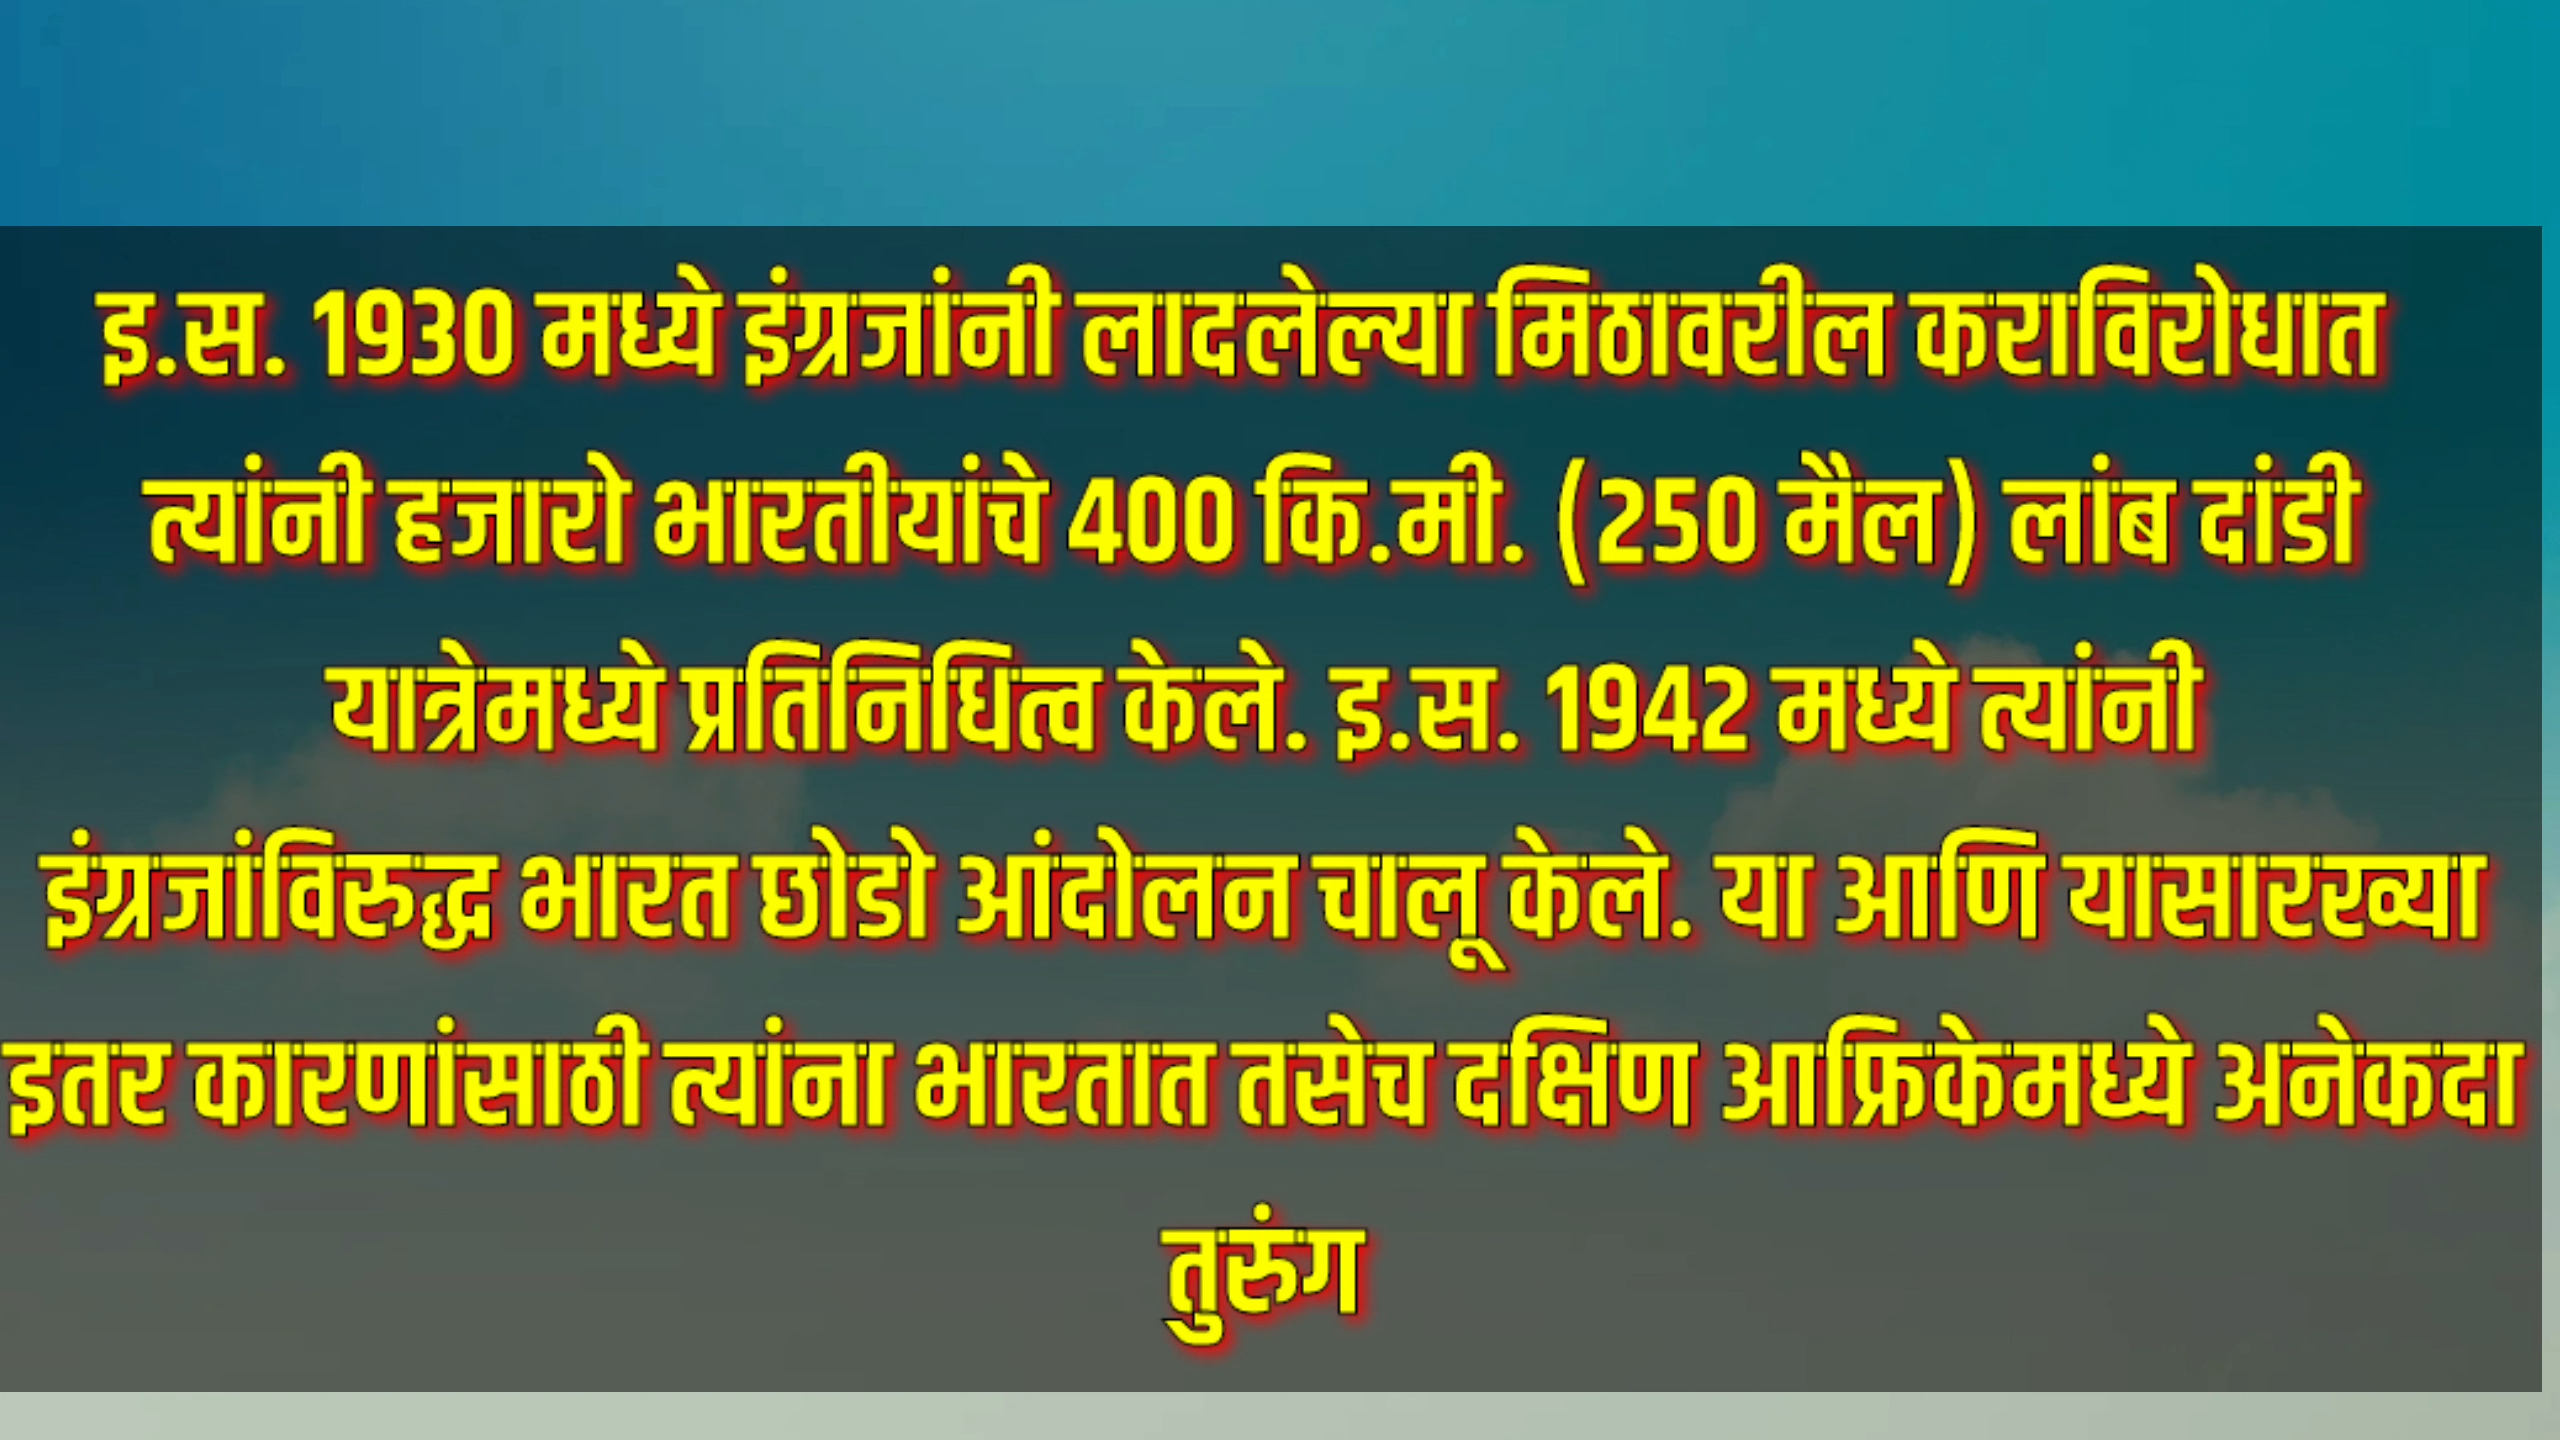 इ.स. 1930 मध्ये इंग्रजांनी लादलेल्या मिठावरील कराविरोधात
त्यांनी हजारो भारतीयांचे 400 कि.मी. (250 मैल) लांब दांडी
यात्रेमध्ये प्रतिनिधित्व केले. इ.स. 1942 मध्ये त्यांनी
इंग्रजांविरुद्ध भारत छोडो आंदोलन चालू केले. या आणि यासारख्या
इतर कारणांसाठी त्यांना भारतात तसेच दक्षिण आफ्रिकेमध्ये अनेकदा
तुरुंग